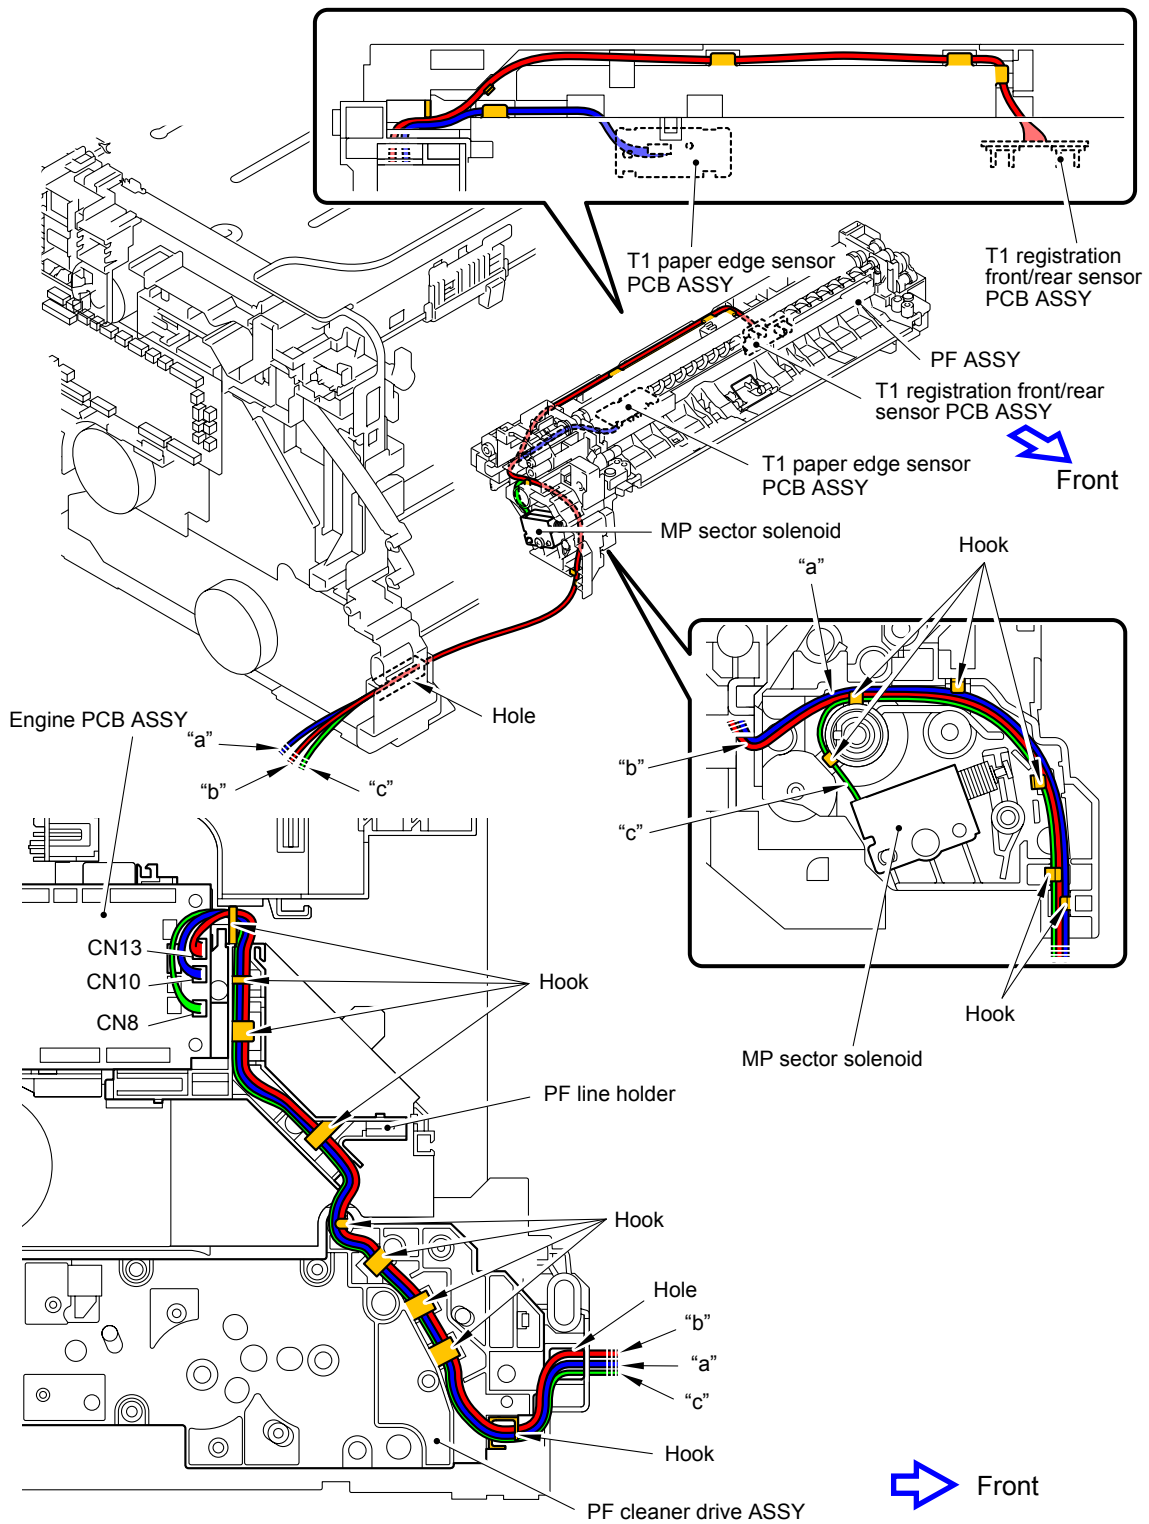 T1 paper edge sensor
PCB ASSY
T1 registration
front/rear sensor
PCB ASSY
PF ASSY
T1 registration front/rear
sensor PCB ASSY
T1 paper edge sensor
PCB ASSY
Front
MP sector solenoid
Hook
“a”
Hole
Engine PCB ASSY
“a”
“b”
“c”
“b”
“c”
CN13
CN10
CN8
Hook
Hook
MP sector solenoid
PF line holder
Hook
Hole
“b”
“a”
“c”
Hook
Front
PF cleaner drive ASSY